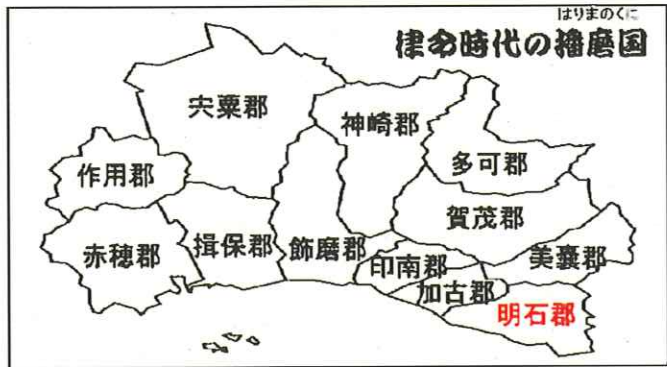 はりまのくに
律令時代の播磨国
宍粟郡
神崎郡
多可郡
作用郡
賀茂郡
赤穂郡
揖保郡
飾磨郡
印南郡
美嚢郡
加古郡
明石郡